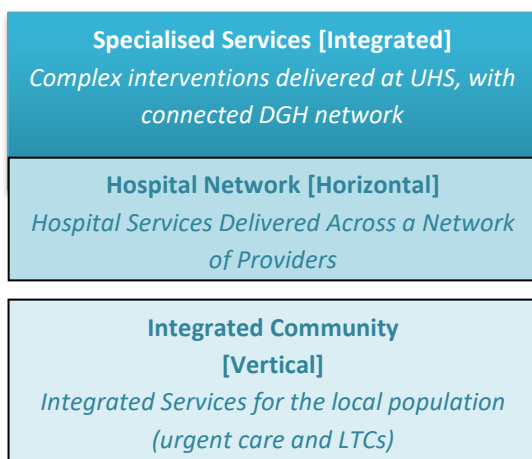 Specialised Services [Integrated]
Complex interventions delivered at UHS, with
connected DGH network
Hospital Network [Horizontal]
Hospital Services Delivered Across a Network
of Providers
Integrated Community
[Vertical]
Integrated Services for the local population
(urgent care and LTCs)